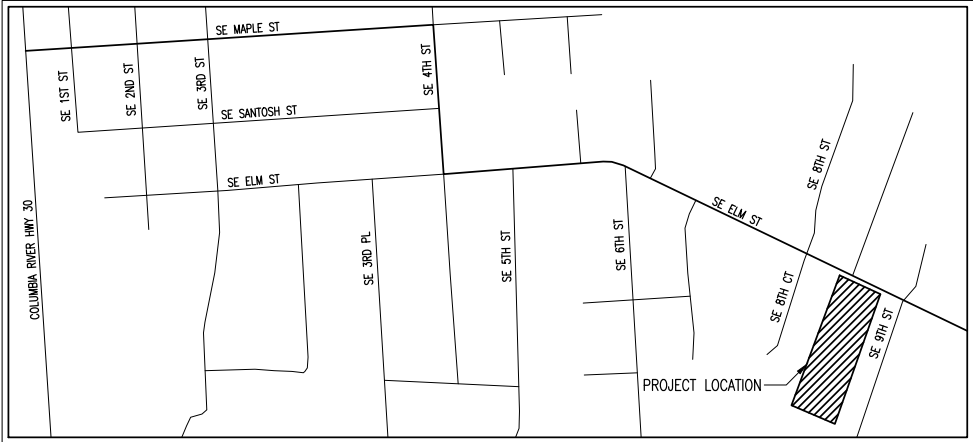 SE MAPLE ST
SE 1ST ST
SE 2ND ST
SE 3RD ST
SE 4TH ST
SE SANTOSH ST
SE ELM ST
COLUMBIA RIVER HWY 30
SE 3RD PL
SE 5TH ST
SE 6TH ST
SE ELM ST
SE 8TH ST
SE 8TH CT
SE 9TH ST
PROJECT LOCATION